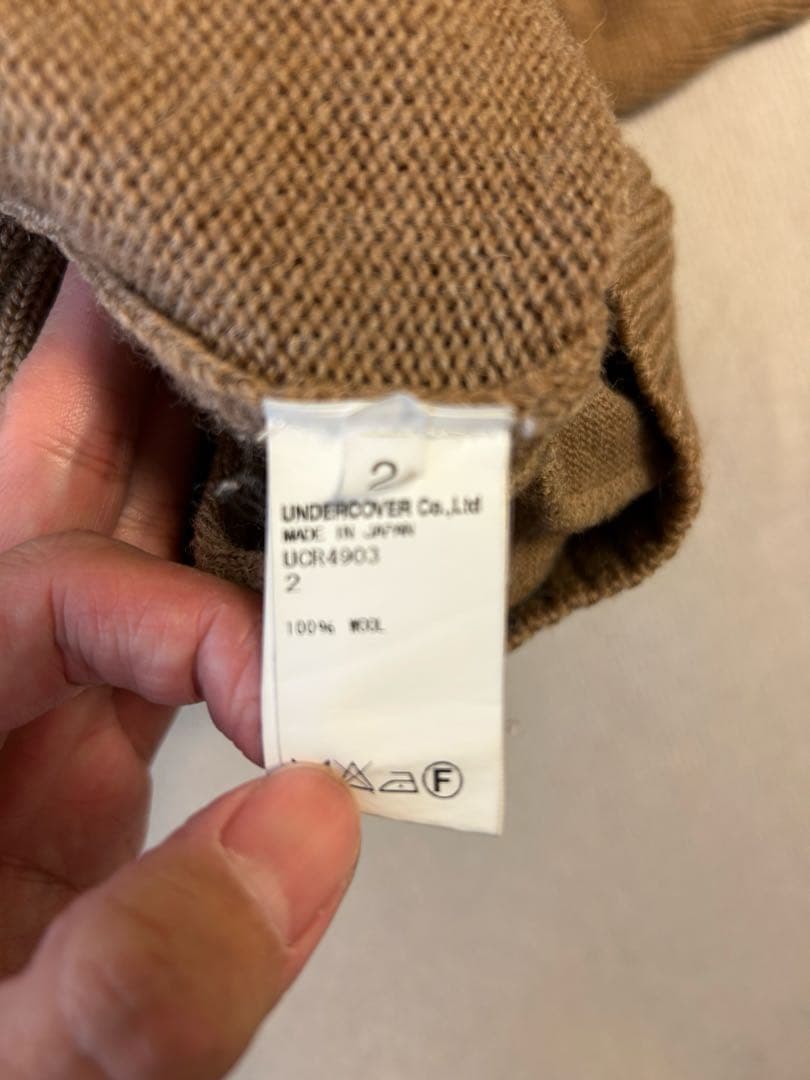 2
UNDERCOVER Co.,Ltd
MADE IN JAPAN
UCR4903
2
100% WOOL
F